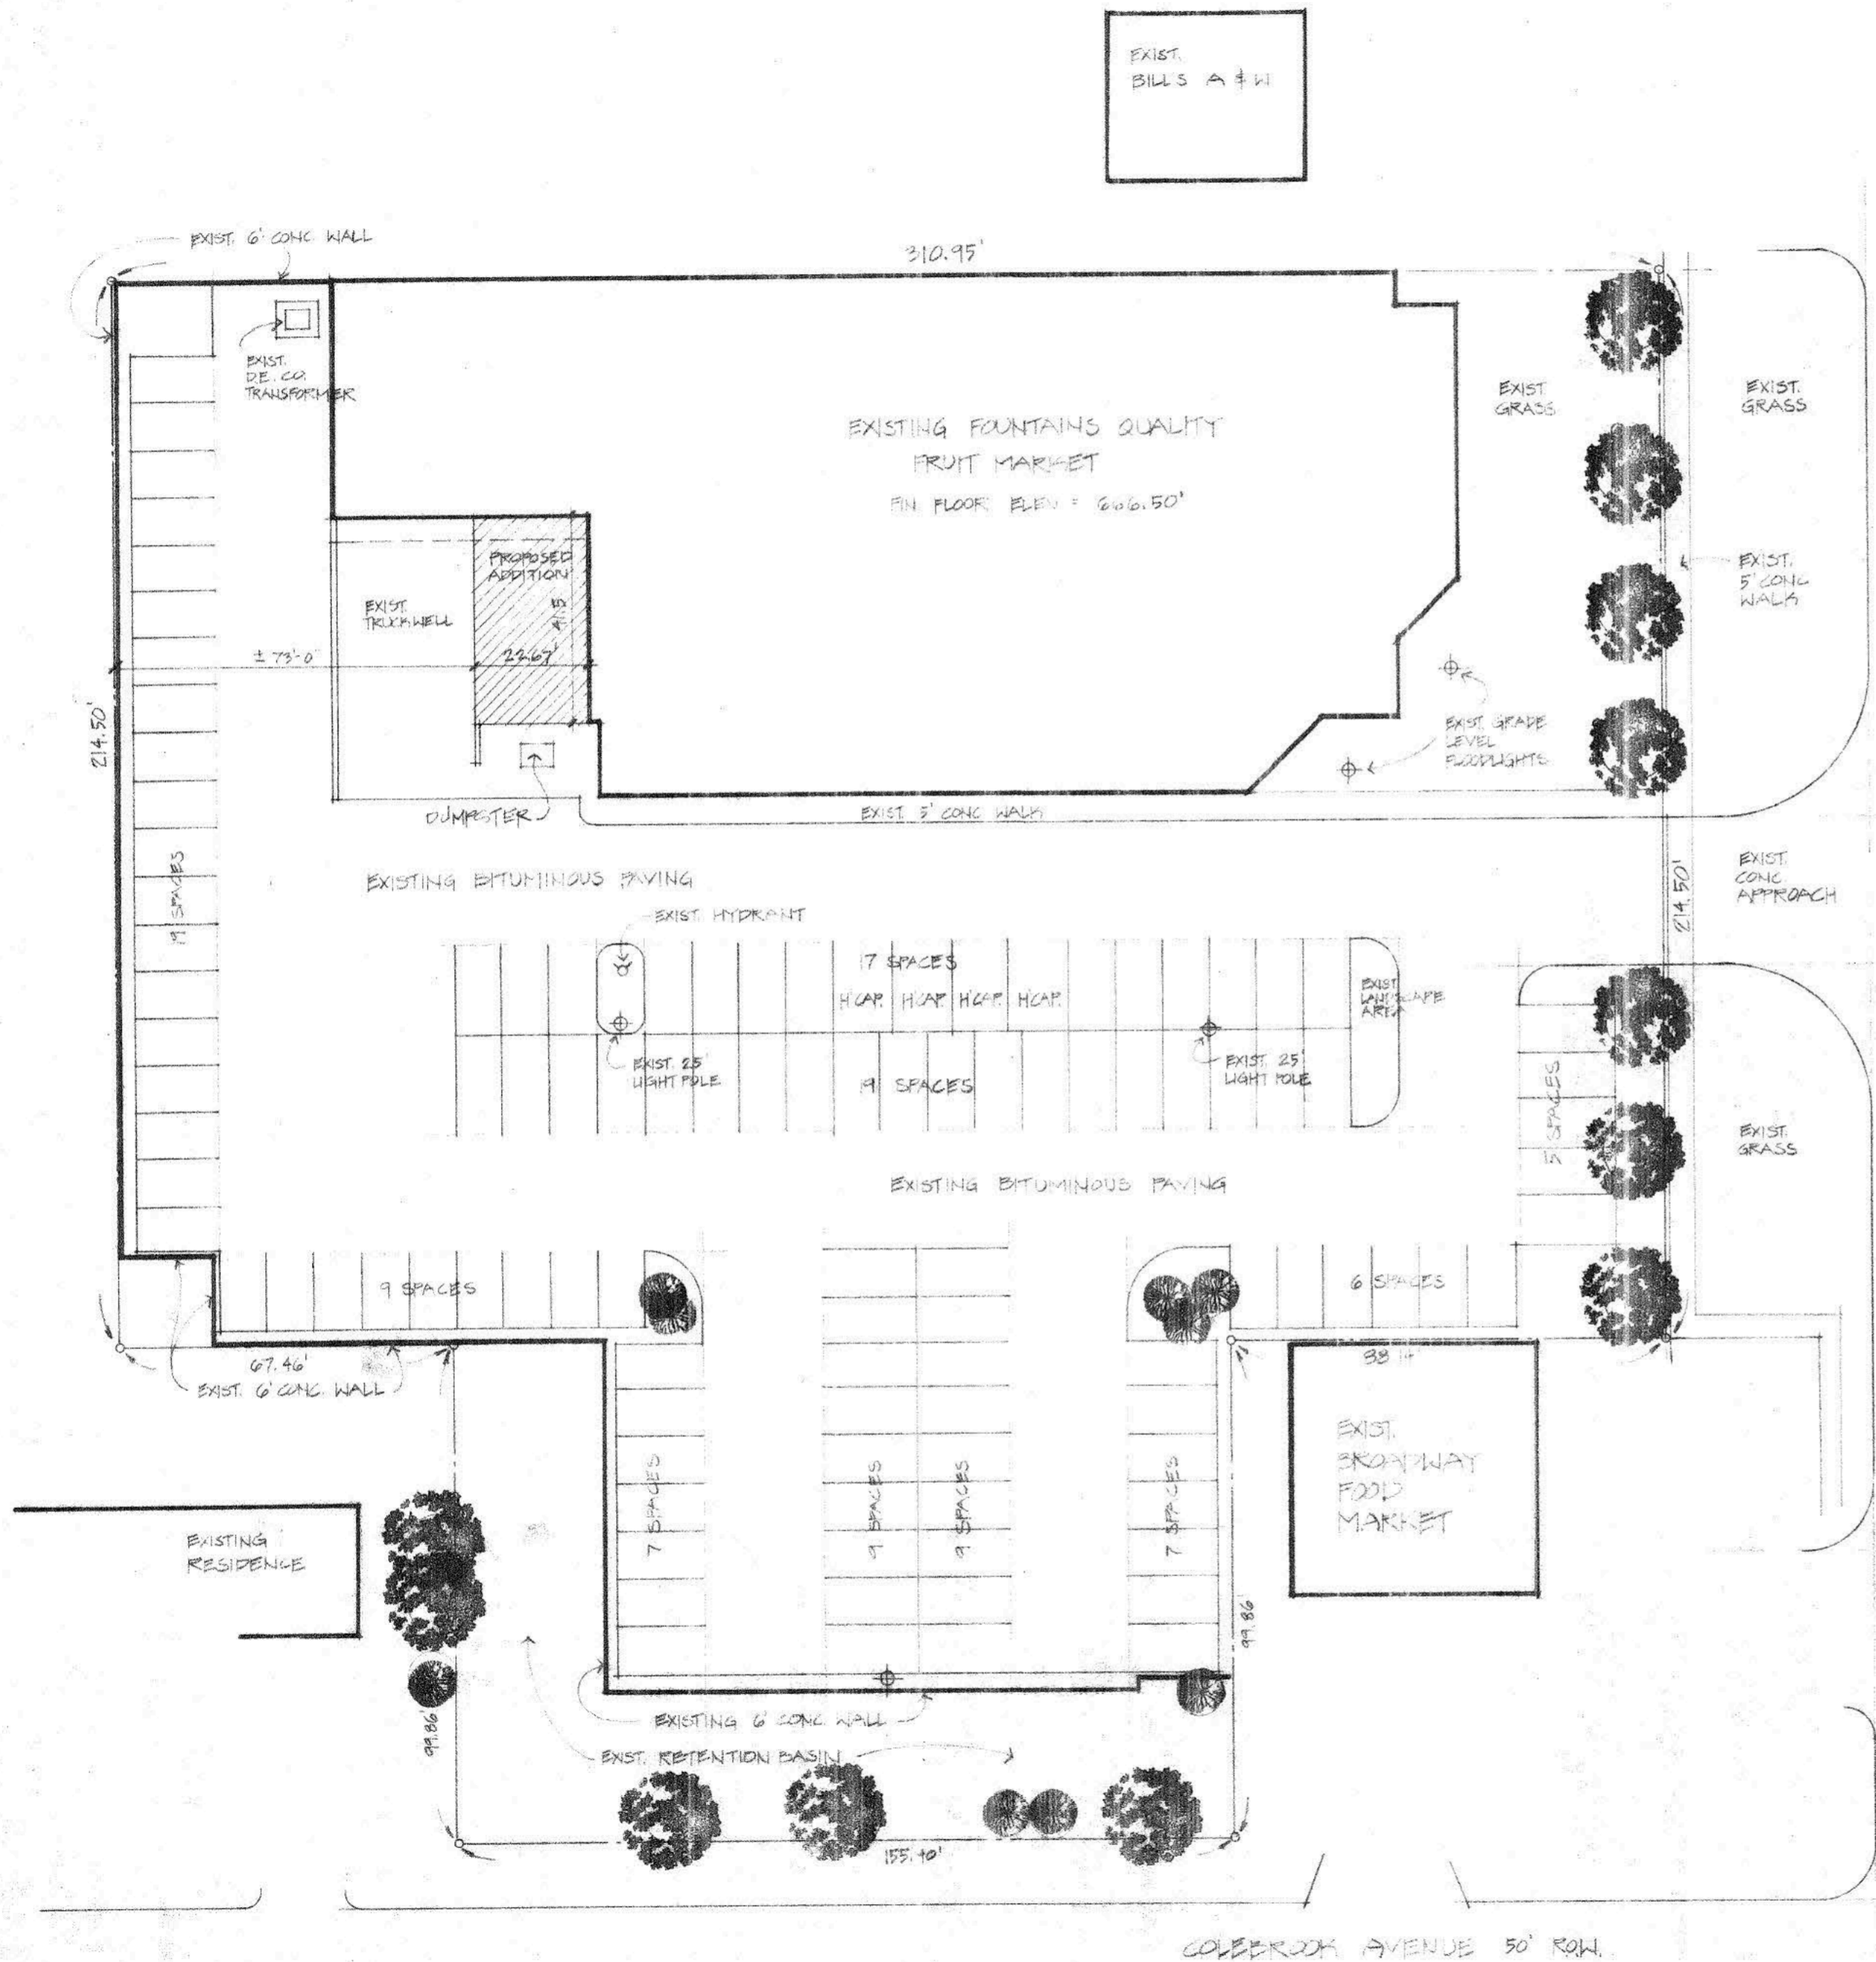 EXIST.
BILL'S A & W
EXIST. 6' CONC. WALL
310.95'
EXIST.
D.E. CO.
TRANSFORMER
EXISTING FOUNTAINS QUALITY
FRUIT MARKET
FIN FLOOR ELEV = 666.50'
EXIST
GRASS
EXIST.
GRASS
PROPOSED
ADDITION
41.5
EXIST.
TRUCKWELL
± 73'-0"
22.67'
EXIST.
5' CONC
WALK
214.50'
EXIST. GRADE
LEVEL
FLOODLIGHTS
DUMPSTER
EXIST 5' CONC WALK
EXISTING BITUMINOUS PAVING
EXIST.
CONC.
APPROACH
214.50'
SPACES
EXIST. HYDRANT
17 SPACES
H'CAP. H'CAP H'CAP. H'CAP.
EXIST
LANDSCAPE
AREA
EXIST. 25'
LIGHT POLE
19 SPACES
EXIST. 25'
LIGHT POLE
5 SPACES
EXIST.
GRASS
EXISTING BITUMINOUS PAVING
9 SPACES
6 SPACES
67.46'
EXIST. 6' CONC. WALL
EXIST.
BROADWAY
FOOD
MARKET
7 SPACES
9 SPACES
9 SPACES
7 SPACES
EXISTING
RESIDENCE
99.86'
99.86'
EXISTING 6' CONC. WALL
EXIST. RETENTION BASIN
155.40'
COLEBROOK AVENUE 50' R.O.W.